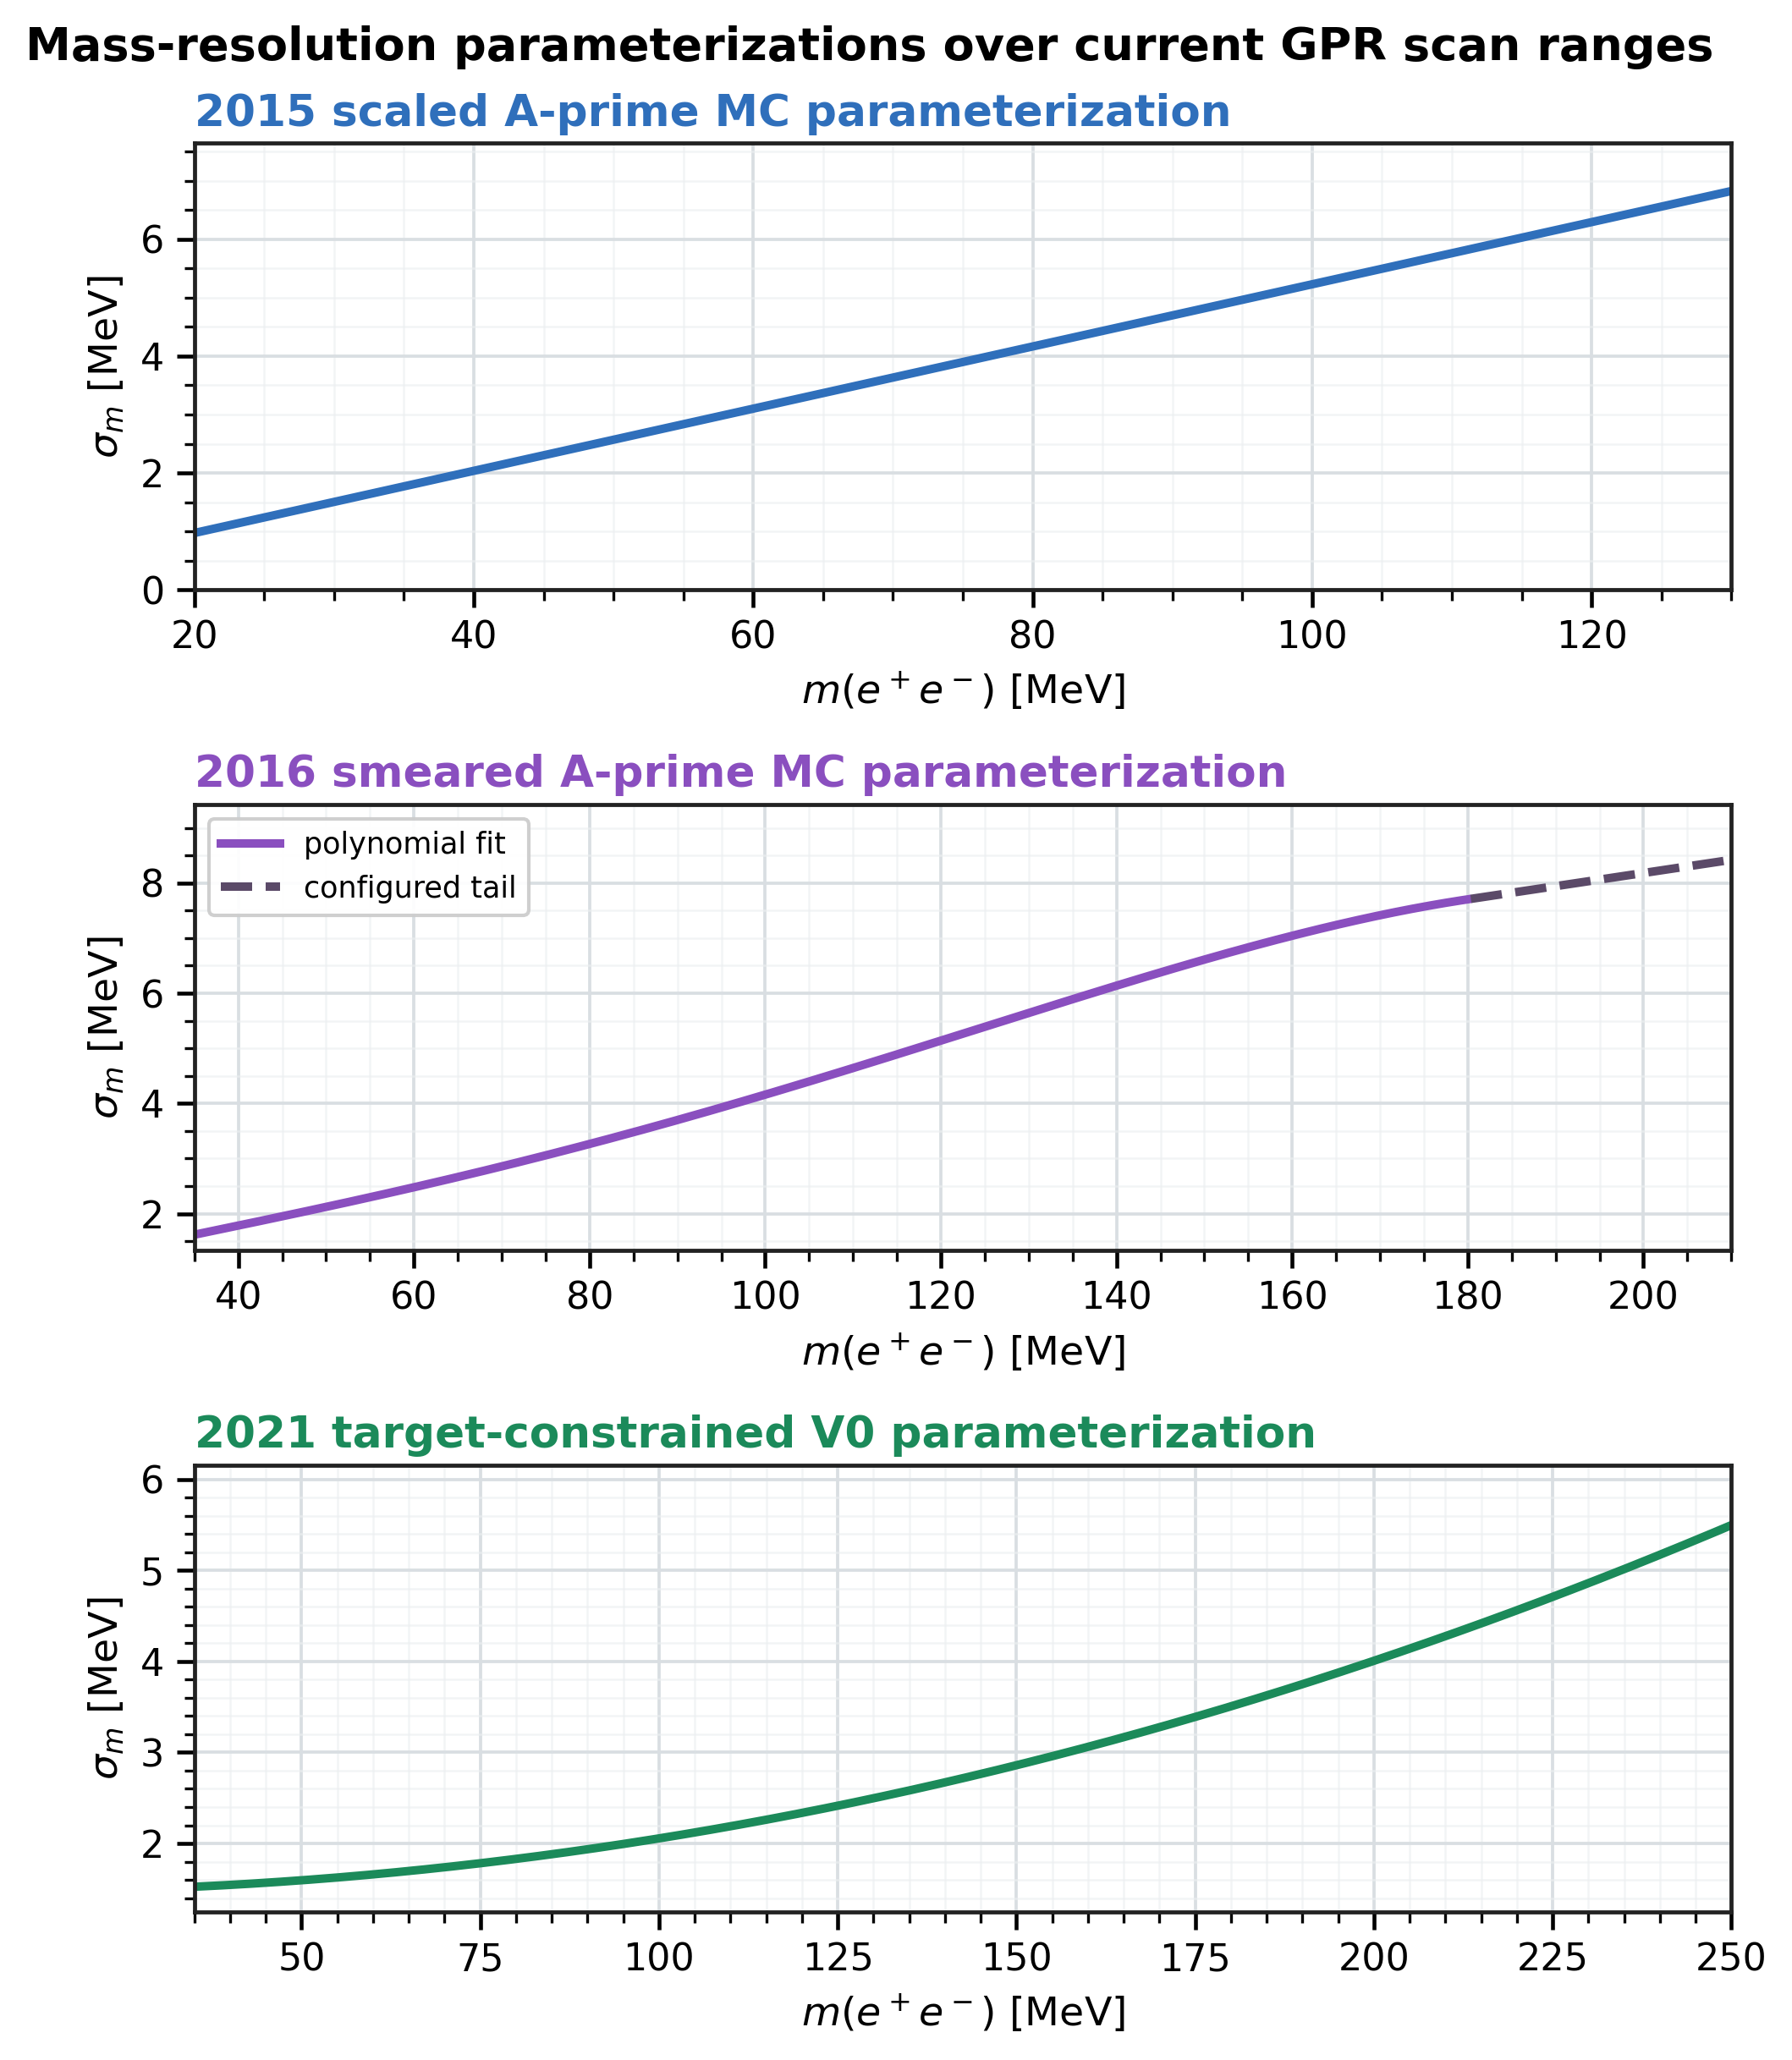 Mass-resolution parameterizations over current GPR scan ranges
2015 scaled A-prime MC parameterization
σm [MeV]
6
4
2
0
20 40 60 80 100 120
m(e+e−) [MeV]
2016 smeared A-prime MC parameterization
polynomial fit
configured tail
σm [MeV]
8
6
4
2
40 60 80 100 120 140 160 180 200
m(e+e−) [MeV]
2021 target-constrained V0 parameterization
σm [MeV]
6
5
4
3
2
50 75 100 125 150 175 200 225 250
m(e+e−) [MeV]